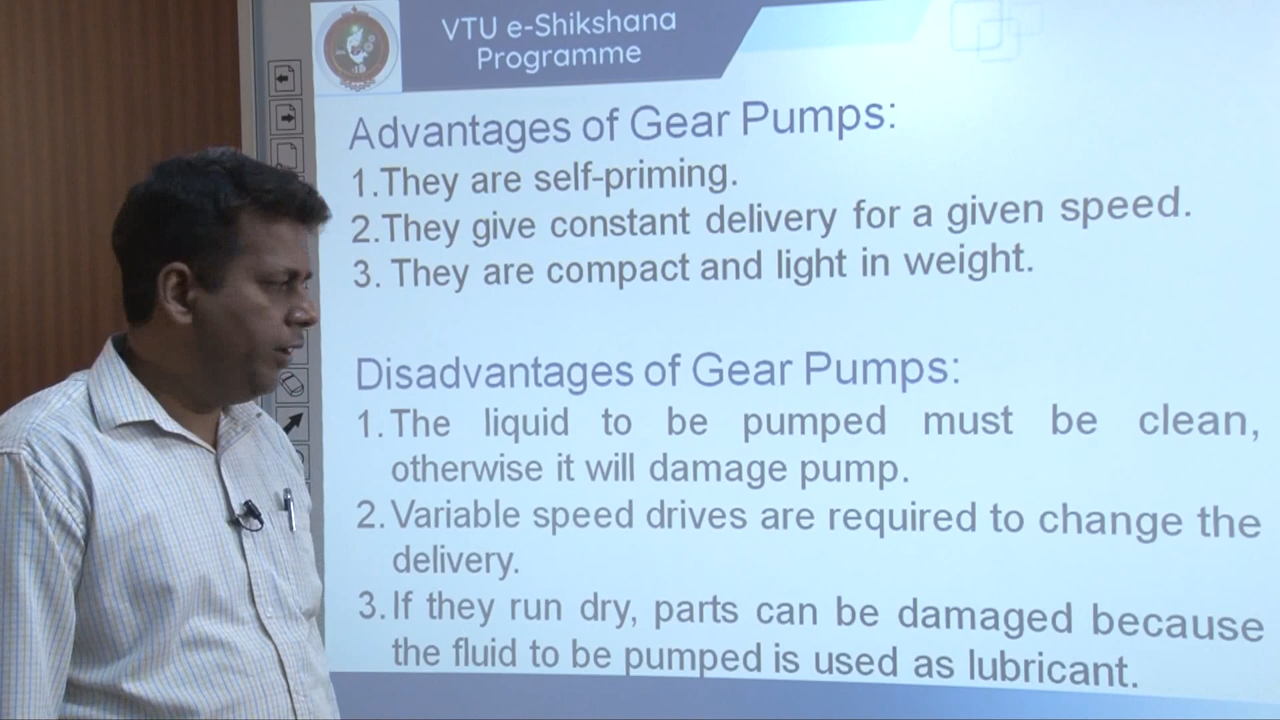 VTU e-Shikshana
Programme
Advantages of Gear Pumps:
1.They are self-priming.
2.They give constant delivery for a given speed.
3. They are compact and light in weight.
Disadvantages of Gear Pumps:
1. The liquid to be pumped must be clean,
otherwise it will damage pump.
2. Variable speed drives are required to change the
delivery.
3. If they run dry, parts can be damaged because
the fluid to be pumped is used as lubricant.